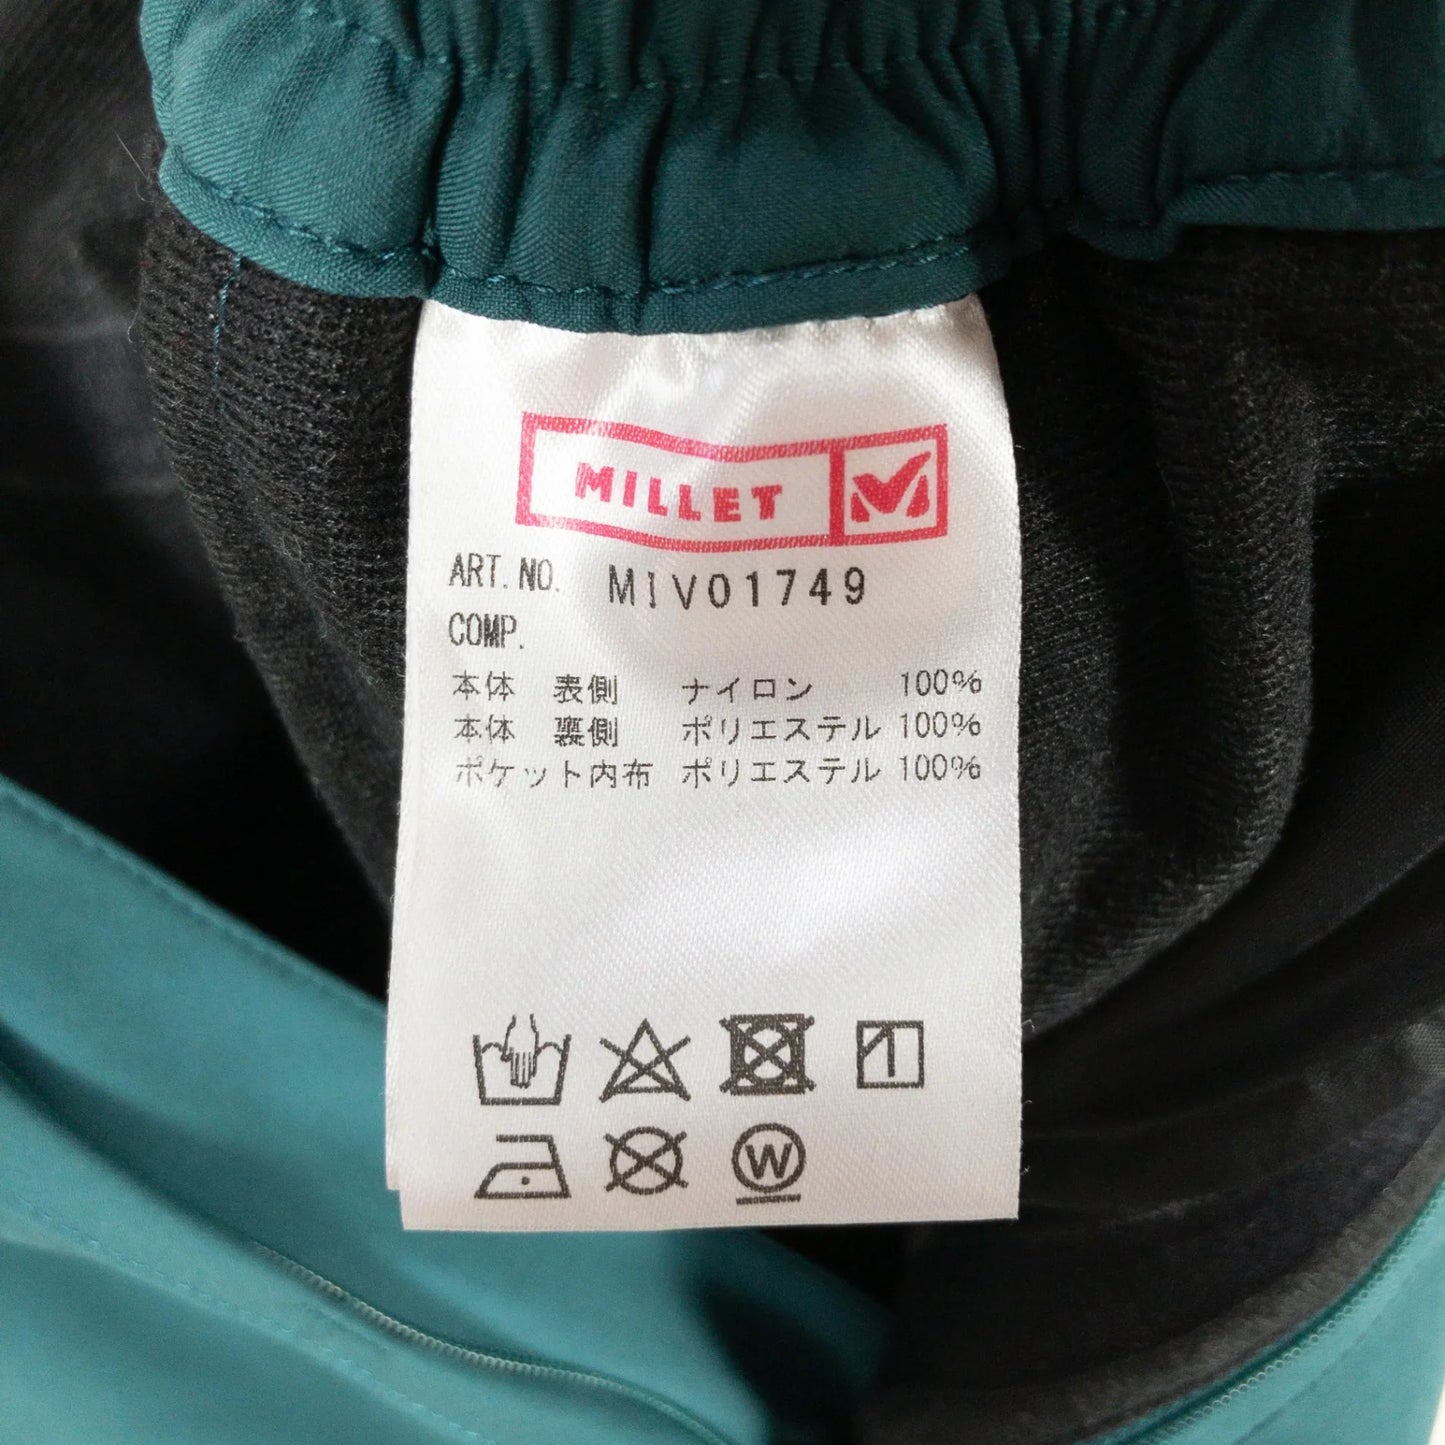 MILLET
ART. NO. MIV01749
COMP.
本体 表側 ナイロン 100%
本体 裏側 ポリエステル 100%
ポケット内布 ポリエステル 100%
W